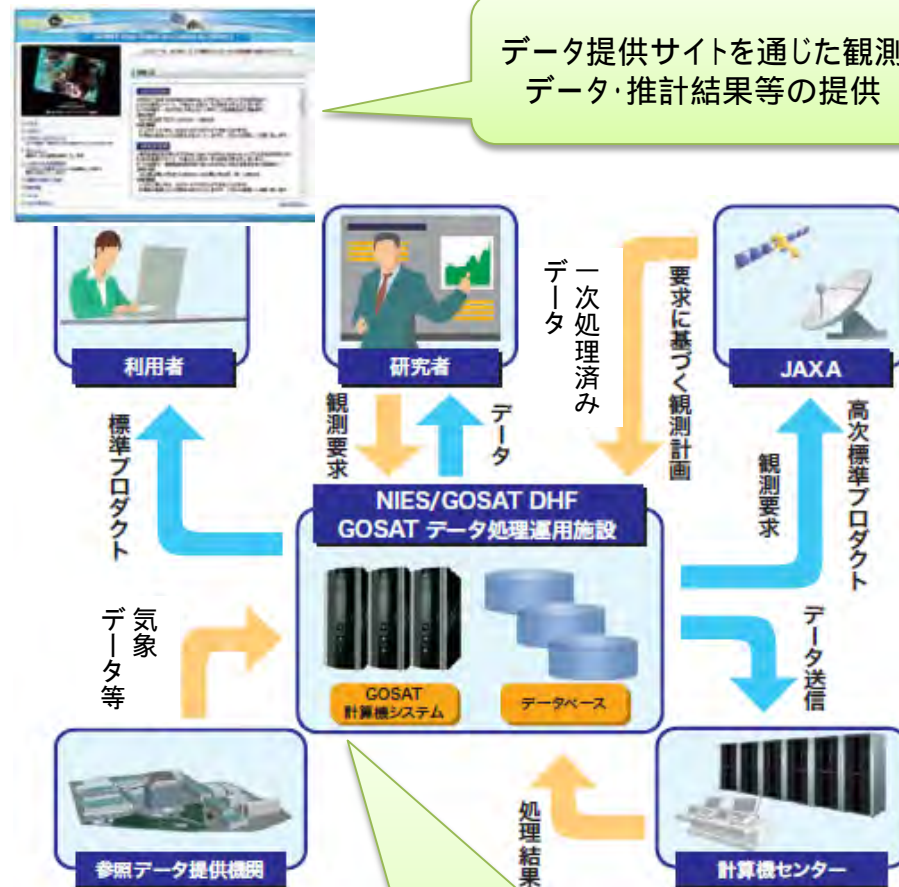 データ提供サイトを通じた観測
データ･推計結果等の提供
利用者
研究者
一次処理済み
データ
要求に基づく観測計画
JAXA
標準プロダクト
観測要求
データ
観測要求
高次標準プロダクト
NIES/GOSAT DHF
GOSAT データ処理運用施設
GOSAT
計算機システム
データベース
気象
データ等
データ送信
参照データ提供機関
処理結果
計算機センター